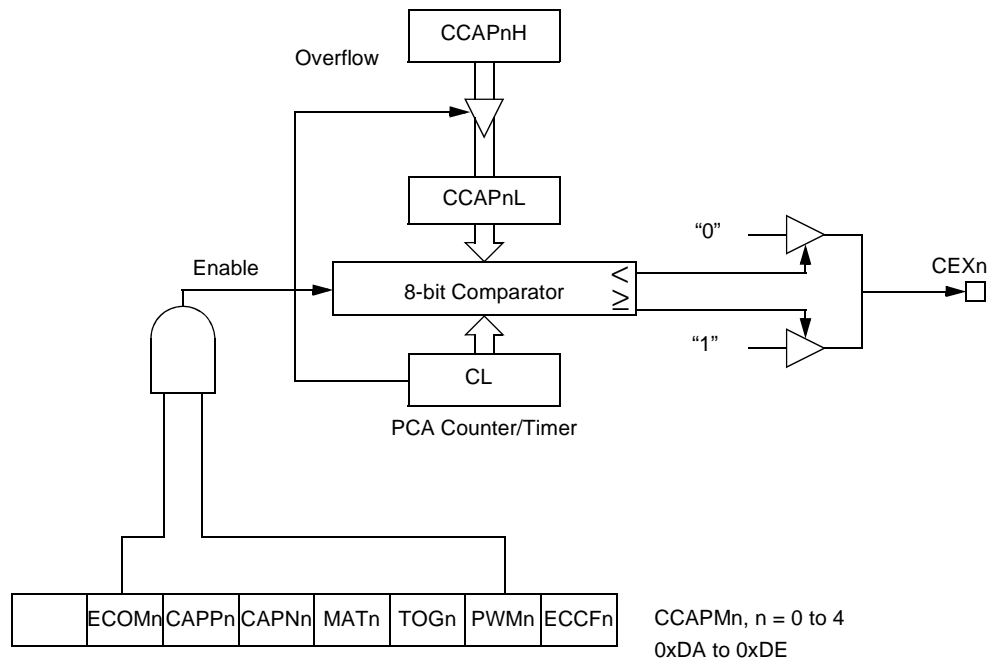 CCAPnH
Overflow
CCAPnL
“0”
Enable
CEXn
8-bit Comparator
<
≥
“1”
CL
PCA Counter/Timer
ECOMn CAPPn CAPNn MATn TOGn PWMn ECCFn
CCAPMn, n = 0 to 4
0xDA to 0xDE